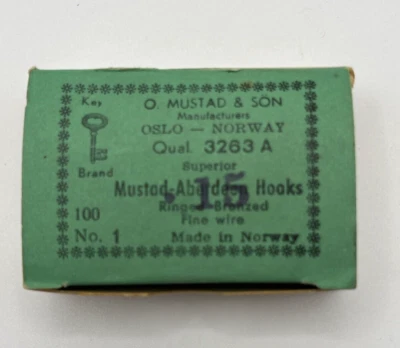 Key
Brand
O. MUSTAD & SON
Manufacturers
OSLO — NORWAY
Qual. 3263 A
Superior
Mustad-Aberdeen Hooks
.15
Ringed Bronzed
Fine wire
100
No. 1
Made in Norway